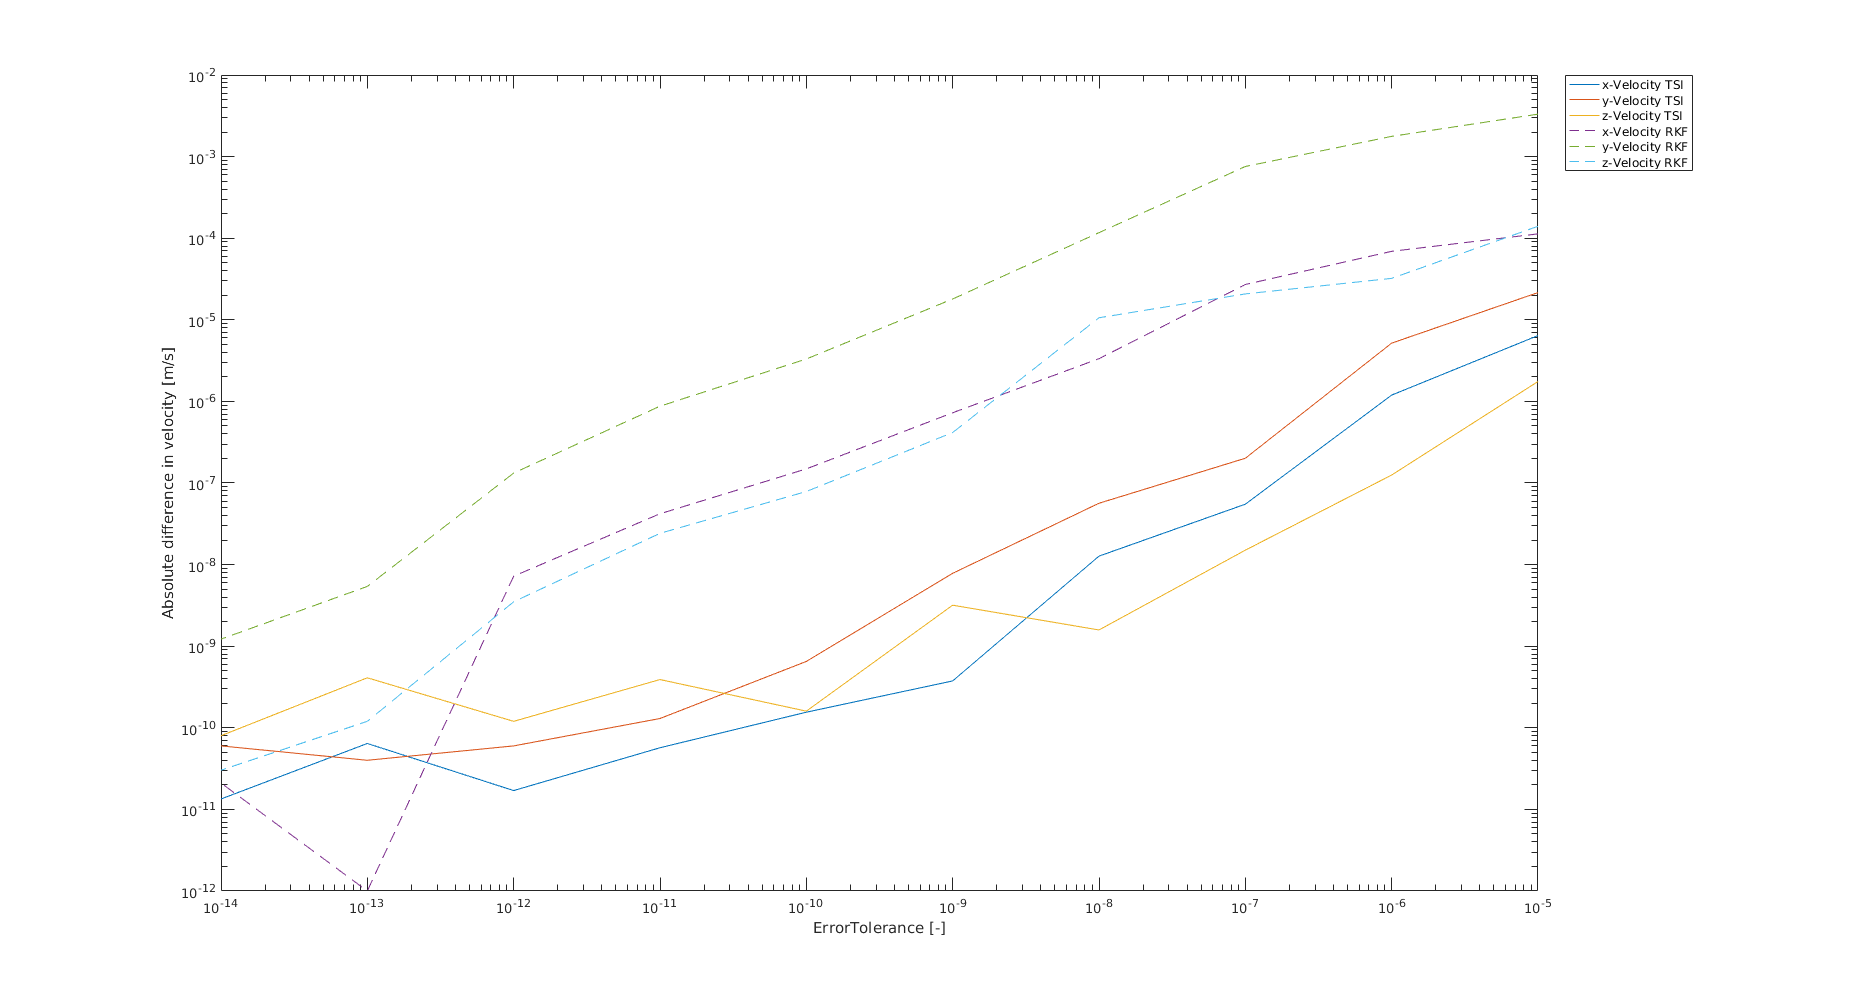 10-2
10-3
10-4
10-5
10-6
10-7
10-8
10-9
10-10
10-11
10-12
Absolute difference in velocity [m/s]
10-14 10-13 10-12 10-11 10-10 10-9 10-8 10-7 10-6 10-5
ErrorTolerance [-]
x-Velocity TSI
y-Velocity TSI
z-Velocity TSI
x-Velocity RKF
y-Velocity RKF
z-Velocity RKF